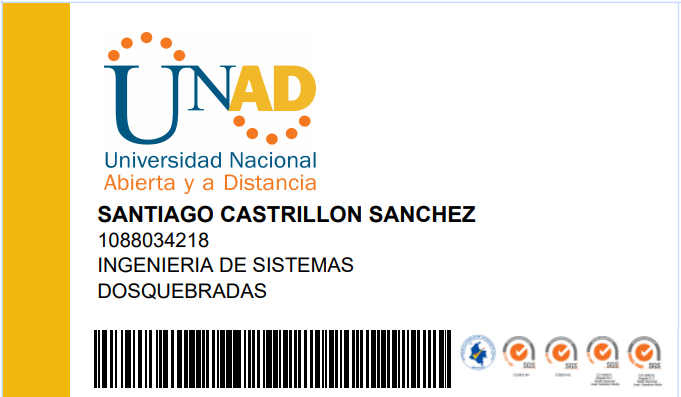 UNAD
Universidad Nacional
Abierta y a Distancia
SANTIAGO CASTRILLON SANCHEZ
1088034218
INGENIERIA DE SISTEMAS
DOSQUEBRADAS
SGS SGS SGS SGS